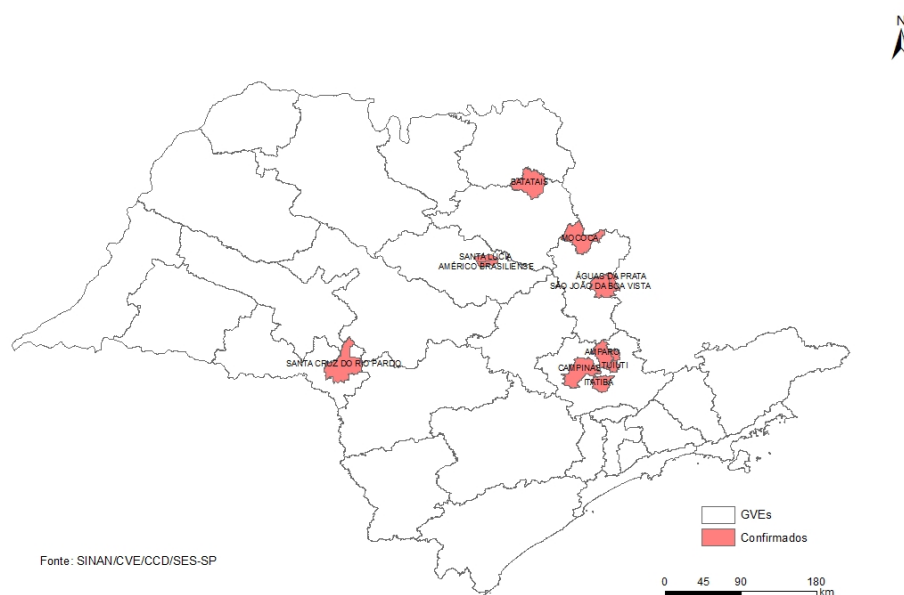 N
BATATAIS
MOCOCA
SANTA LÚCIA
AMÉRICO BRASILIENSE
ÁGUAS DA PRATA
SÃO JOÃO DA BOA VISTA
AMPARO
SANTA CRUZ DO RIO PARDO
CAMPINAS
TUIUTI
ITATIBA
GVEs
Confirmados
Fonte: SINAN/CVE/CCD/SES-SP
0 45 90 180
km